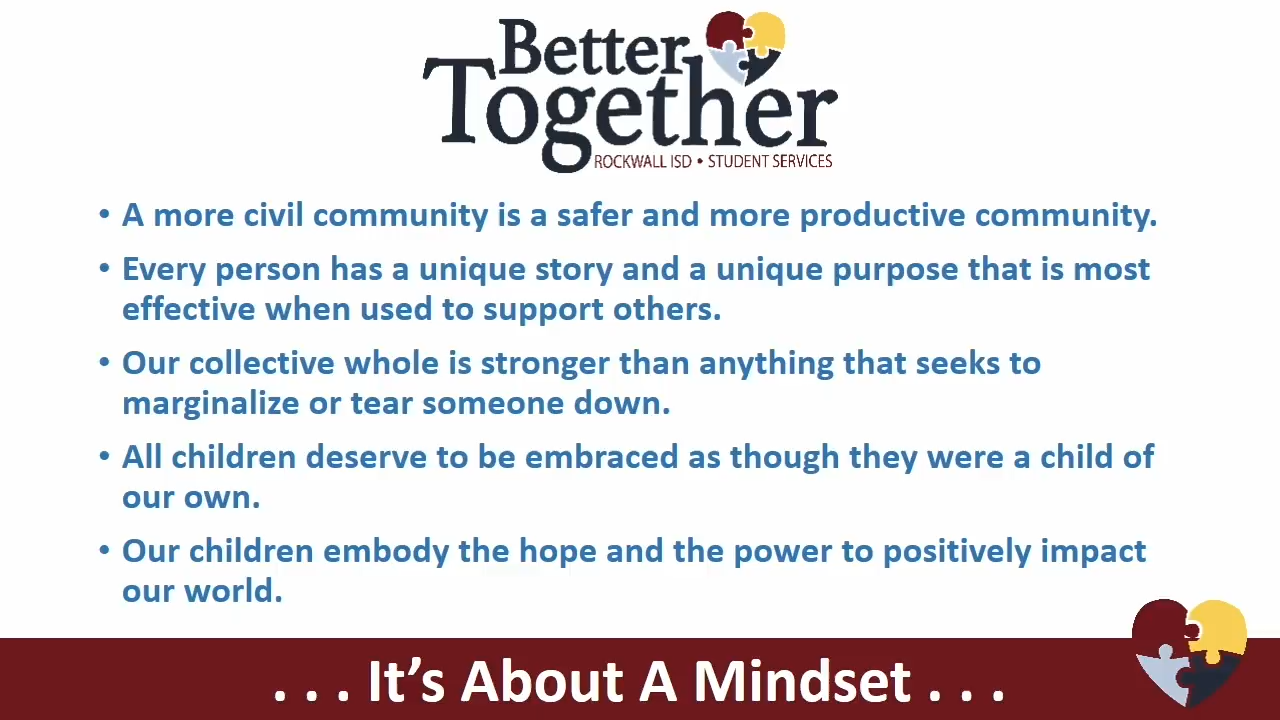 Better
Together
ROCKWALL ISD • STUDENT SERVICES
• A more civil community is a safer and more productive community.
• Every person has a unique story and a unique purpose that is most
effective when used to support others.
• Our collective whole is stronger than anything that seeks to
marginalize or tear someone down.
• All children deserve to be embraced as though they were a child of
our own.
• Our children embody the hope and the power to positively impact
our world.
. . . It’s About A Mindset . . .